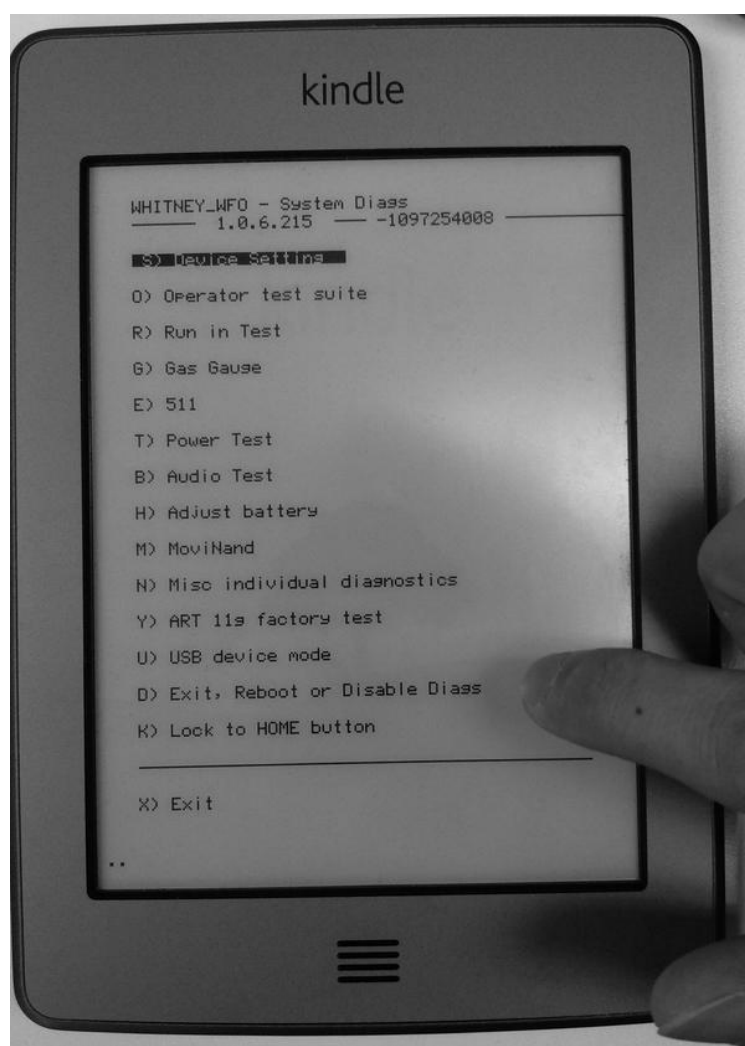 kindle
WHITNEY_WFO - System Diags
1.0.6.215 -1097254008
S) Device Setting
O) Operator test suite
R) Run in Test
G) Gas Gauge
E) 511
T) Power Test
B) Audio Test
H) Adjust battery
M) MoviNand
N) Misc individual diagnostics
Y) ART 11g factory test
U) USB device mode
D) Exit, Reboot or Disable Diags
K) Lock to HOME button
X) Exit
..